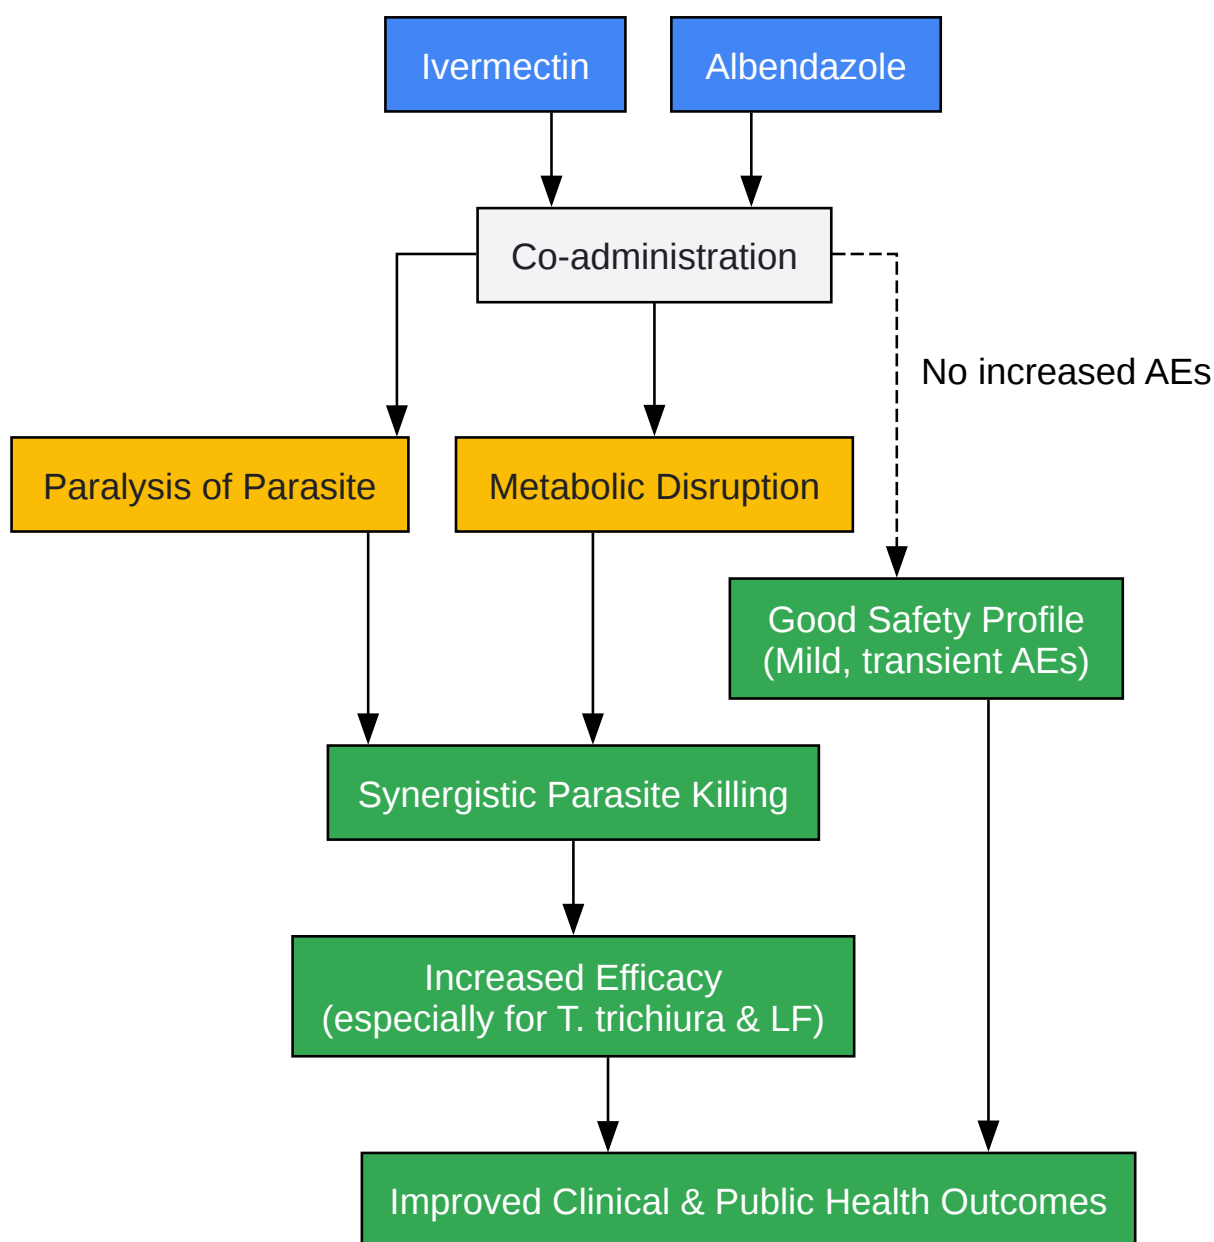 Ivermectin
Albendazole
Co-administration
No increased AEs
Paralysis of Parasite
Metabolic Disruption
Good Safety Profile
(Mild, transient AEs)
Synergistic Parasite Killing
Increased Efficacy
(especially for T. trichiura & LF)
Improved Clinical & Public Health Outcomes